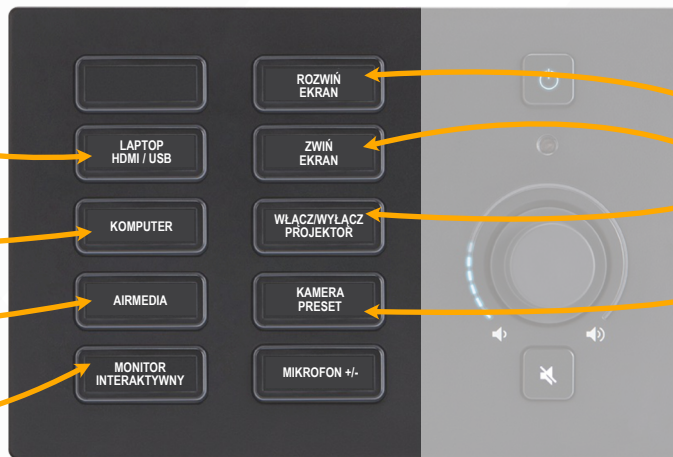 ROZWIŃ
EKRAN
LAPTOP
HDMI / USB
ZWIŃ
EKRAN
KOMPUTER
WŁĄCZ/WYŁĄCZ
PROJEKTOR
AIRMEDIA
KAMERA
PRESET
MONITOR
INTERAKTYWNY
MIKROFON +/-